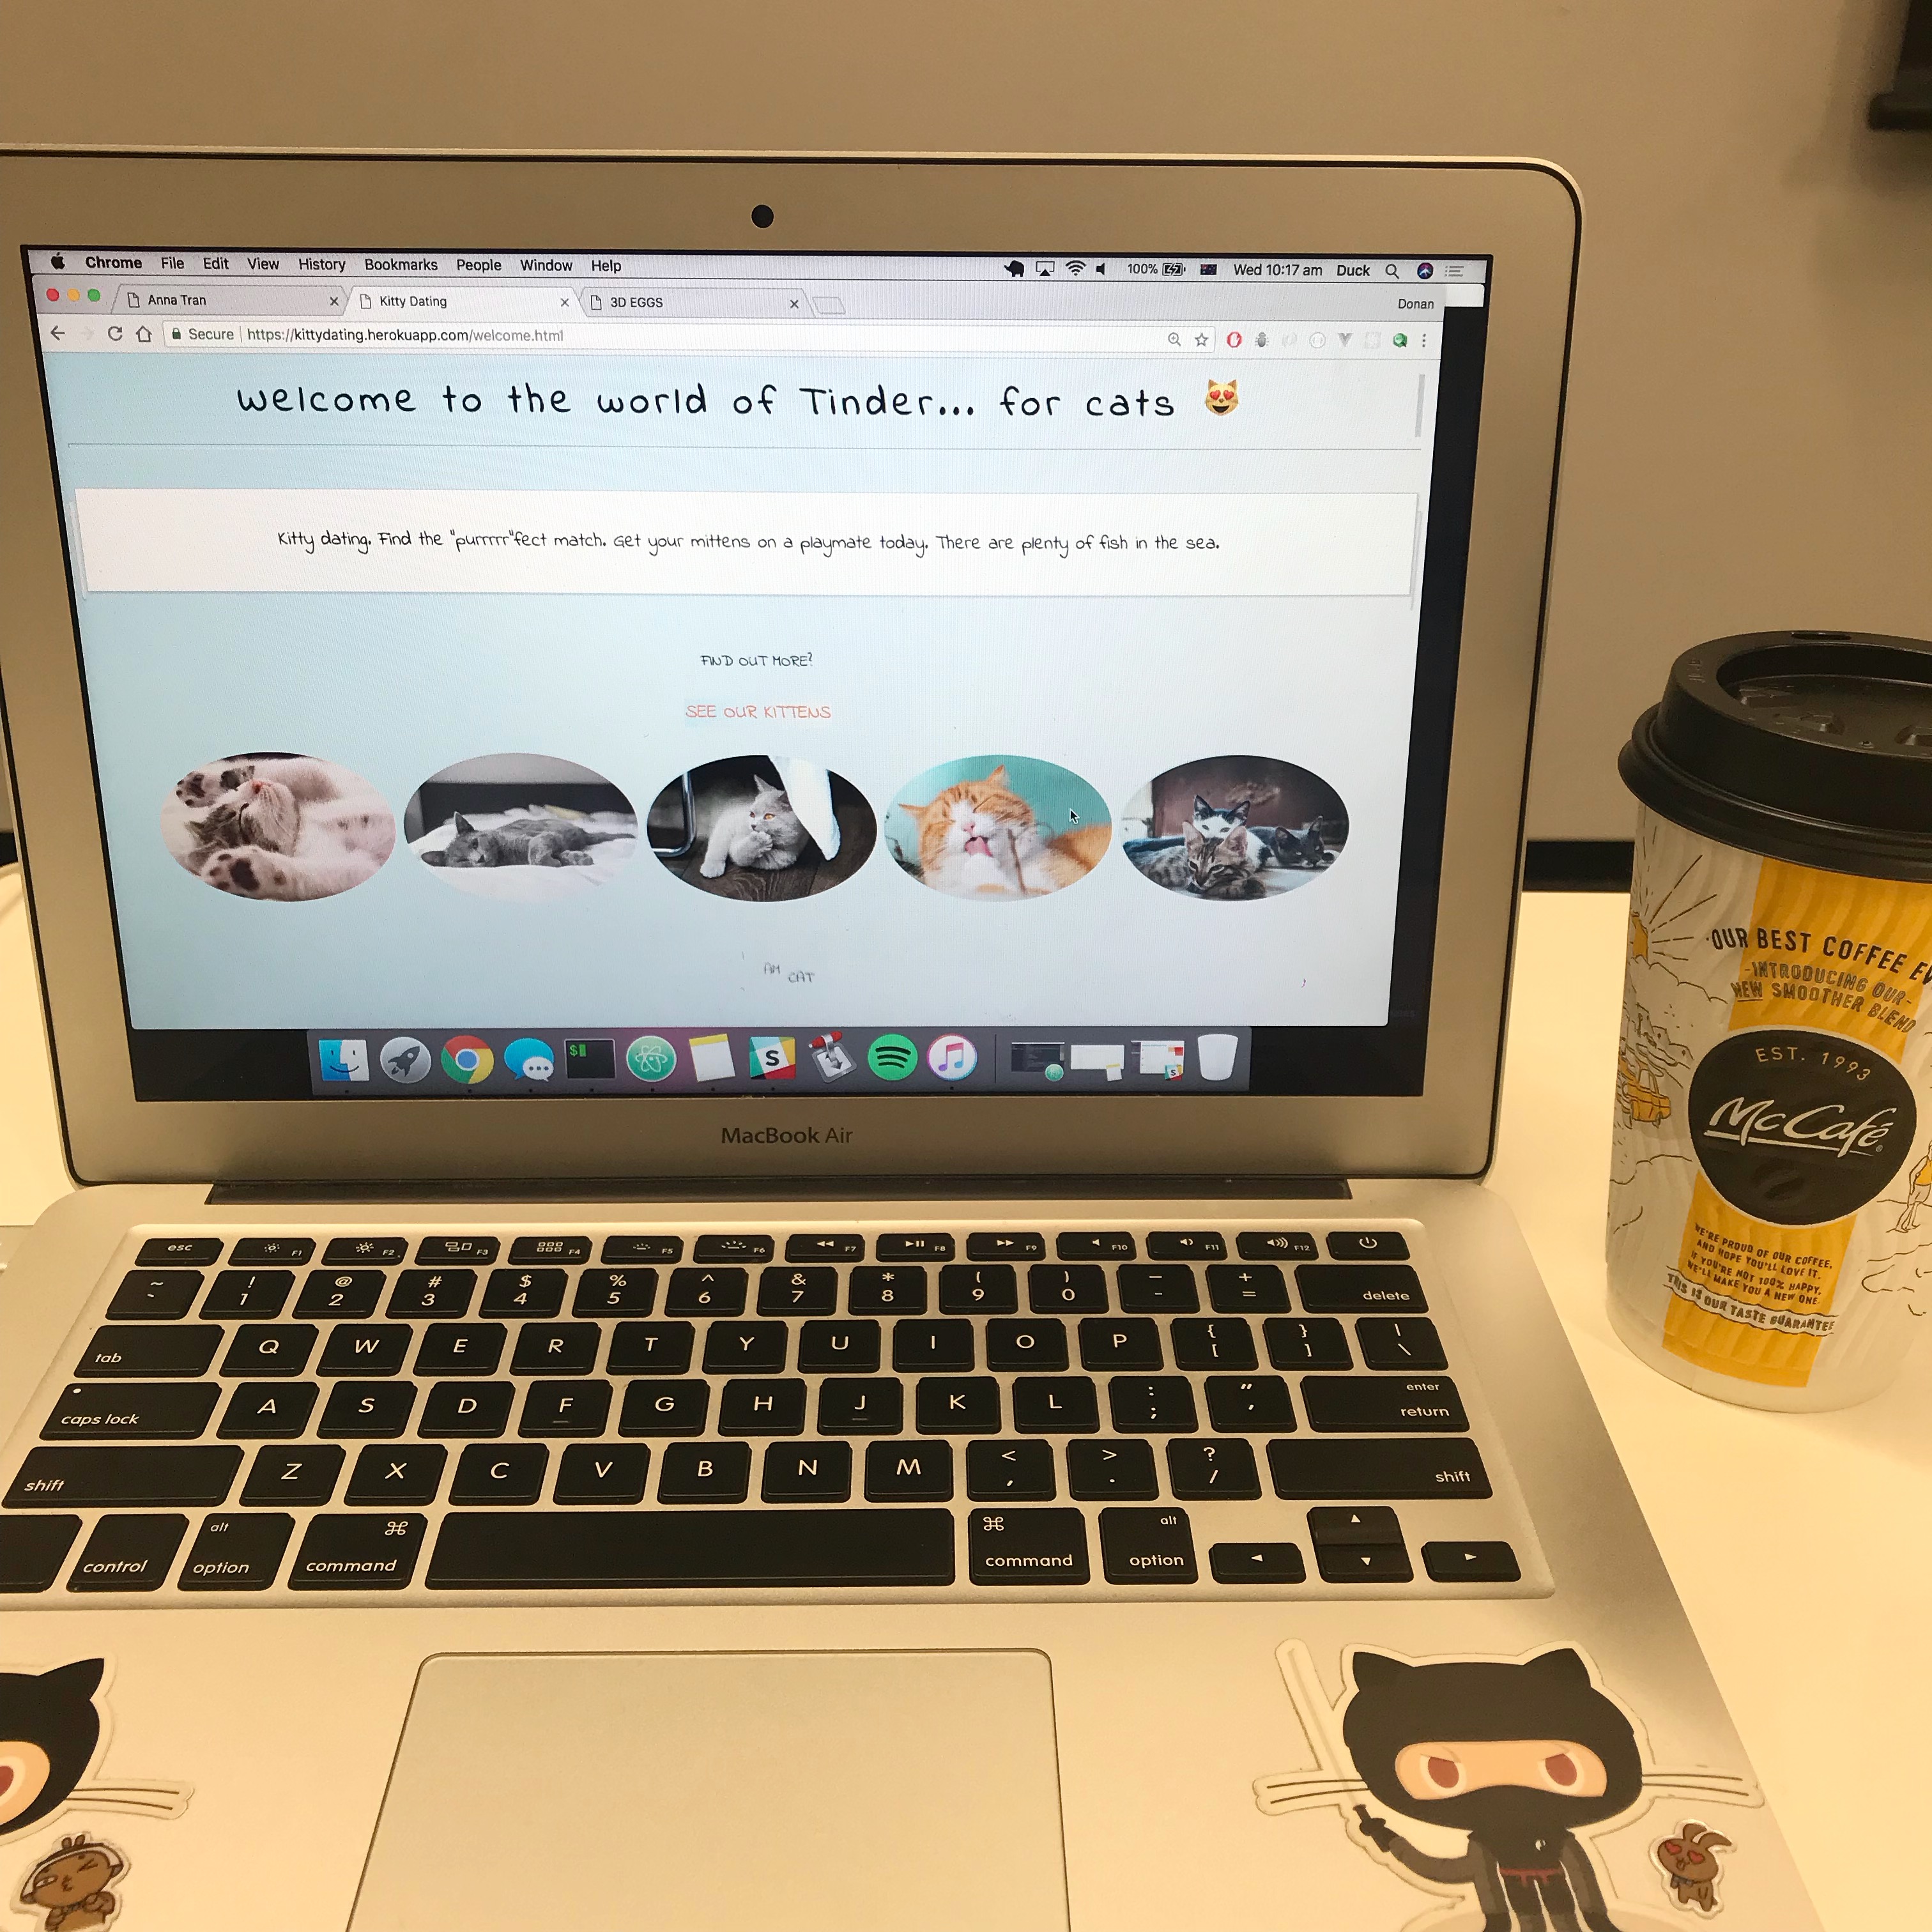 Chrome File Edit View History Bookmarks People Window Help 100% Wed 10:17 am Duck
Anna Tran Kitty Dating 3D EGGS Donan
Secure https://kittydating.herokuapp.com/welcome.html
welcome to the world of Tinder... for cats 😻
Kitty dating. Find the "purrrrr"fect match. Get your mittens on a playmate today. There are plenty of fish in the sea.
FIND OUT MORE?
SEE OUR KITTENS
AM CAT
$
S
MacBook Air
esc F1 F2 F3 F4 F5 F6 F7 F8 F9 F10 F11 F12
~ ! @ # $ % ^ & * ( ) _ +
` 1 2 3 4 5 6 7 8 9 0 - = delete
tab Q W E R T Y U I O P { [ } ] | \
caps lock A S D F G H J K L : ; " ' enter return
shift Z X C V B N M < , > . ? / shift
control alt option ⌘ command ⌘ command alt option
·OUR BEST COFFEE
-INTRODUCING OUR-
NEW SMOOTHER BLEND
EST. 1993
McCafé
WE'RE PROUD OF OUR COFFEE,
AND HOPE YOU'LL LOVE IT.
IF YOU'RE NOT 100% HAPPY,
WE'LL MAKE YOU A NEW ONE.
THIS IS OUR TASTE GUARANTEE